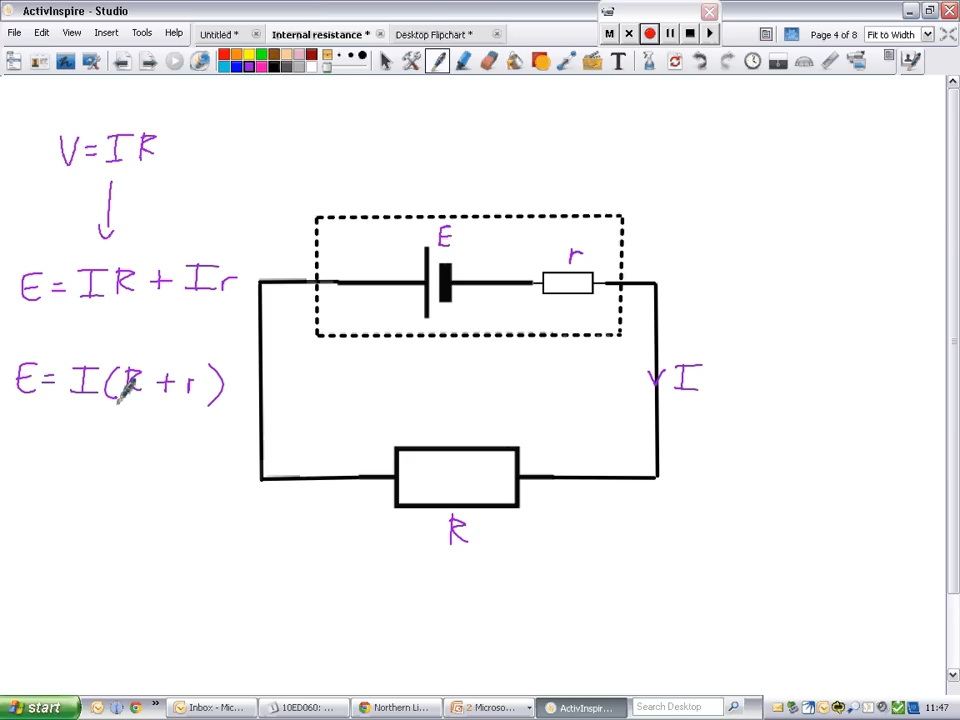 ActivInspire - Studio
File Edit View Insert Tools Help
Untitled *
Internal resistance *
Desktop Flipchart *
M
Page 4 of 8
Fit to Width
V = IR
E = IR + Ir
E = I(R + r)
E
r
I
R
start
Inbox - Mic...
10ED060: ...
Northern Li...
2 Microso...
ActivInspir...
Search Desktop
11:47